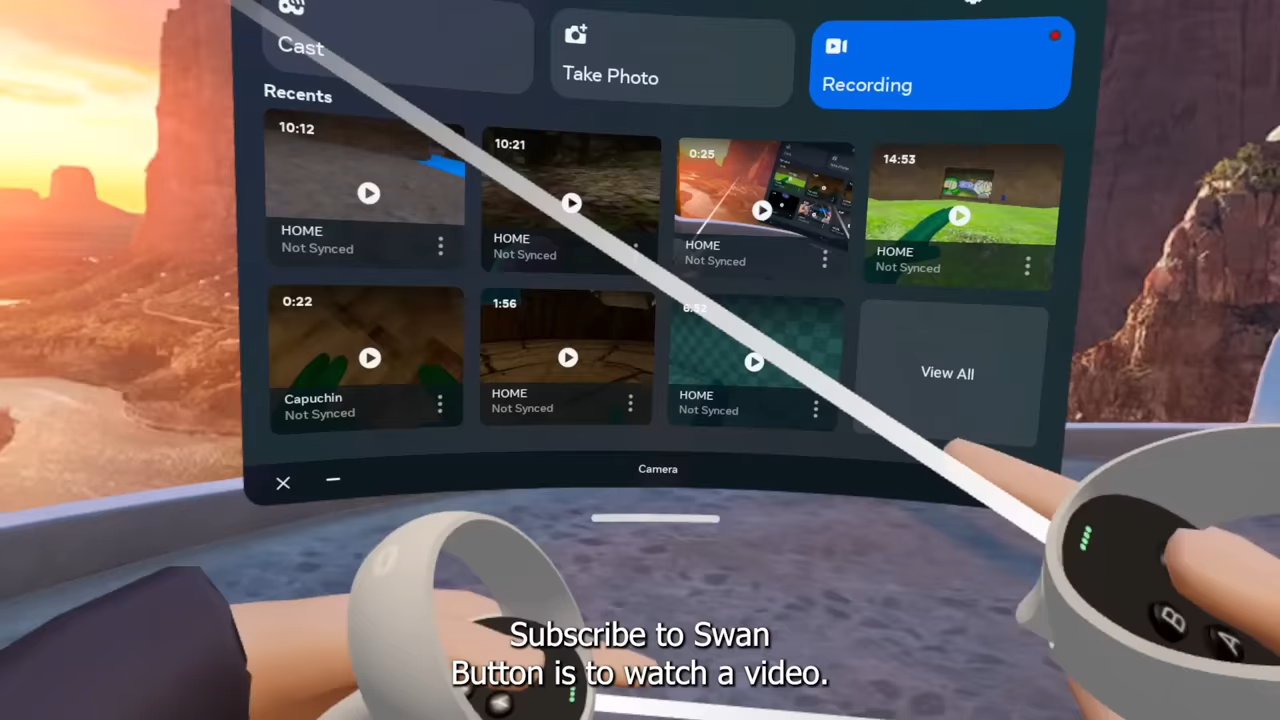 Cast
Take Photo
Recording
Recents
10:12
HOME
Not Synced
10:21
HOME
Not Synced
0:25
HOME
Not Synced
14:53
HOME
Not Synced
0:22
Capuchin
Not Synced
1:56
HOME
Not Synced
6:52
HOME
Not Synced
View All
Camera
B
A
Subscribe to Swan
Button is to watch a video.